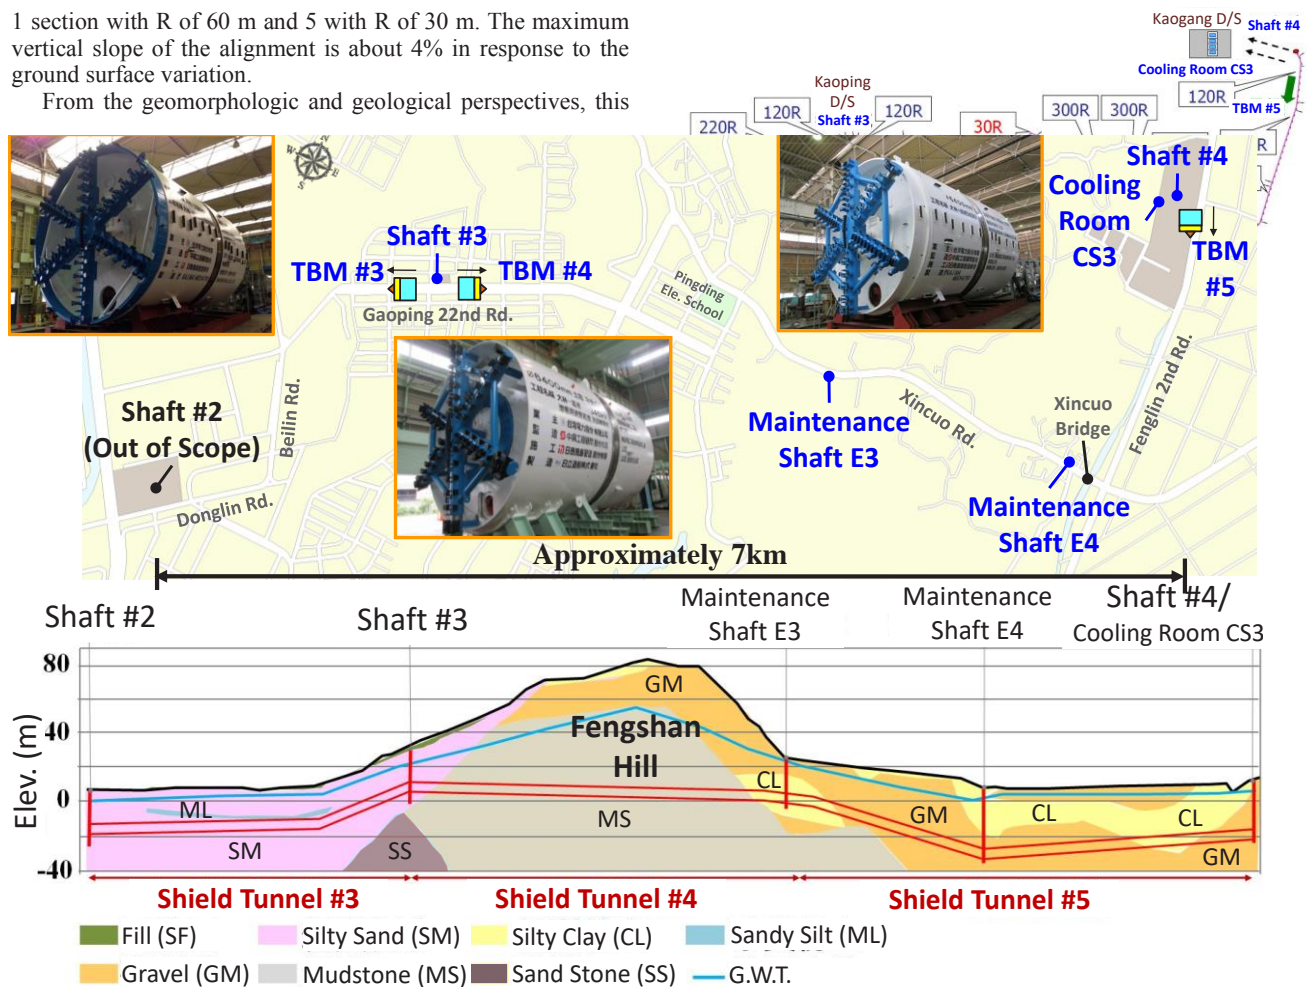 1 section with R of 60 m and 5 with R of 30 m. The maximum
vertical slope of the alignment is about 4% in response to the
ground surface variation.
From the geomorphologic and geological perspectives, this
Kaogang D/S
Shaft #4
Cooling Room CS3
120R
TBM #5
Kaoping
D/S
Shaft #3
220R
120R
120R
30R
300R
300R
R
W
E
S
Shaft #3
TBM #3
TBM #4
Gaoping 22nd Rd.
Pingding
Ele. School
Shaft #4
Cooling
Room
CS3
TBM
#5
Shaft #2
(Out of Scope)
Beilin Rd.
Donglin Rd.
Maintenance
Shaft E3
Xincuo Rd.
Xincuo
Bridge
Fenglin 2nd Rd.
Maintenance
Shaft E4
Approximately 7km
Shaft #2
Shaft #3
Maintenance
Shaft E3
Maintenance
Shaft E4
Shaft #4/
Cooling Room CS3
Elev. (m)
80
40
0
-40
GM
Fengshan
Hill
CL
ML
MS
GM
CL
CL
SM
SS
GM
Shield Tunnel #3
Shield Tunnel #4
Shield Tunnel #5
Fill (SF)
Silty Sand (SM)
Silty Clay (CL)
Sandy Silt (ML)
Gravel (GM)
Mudstone (MS)
Sand Stone (SS)
G.W.T.